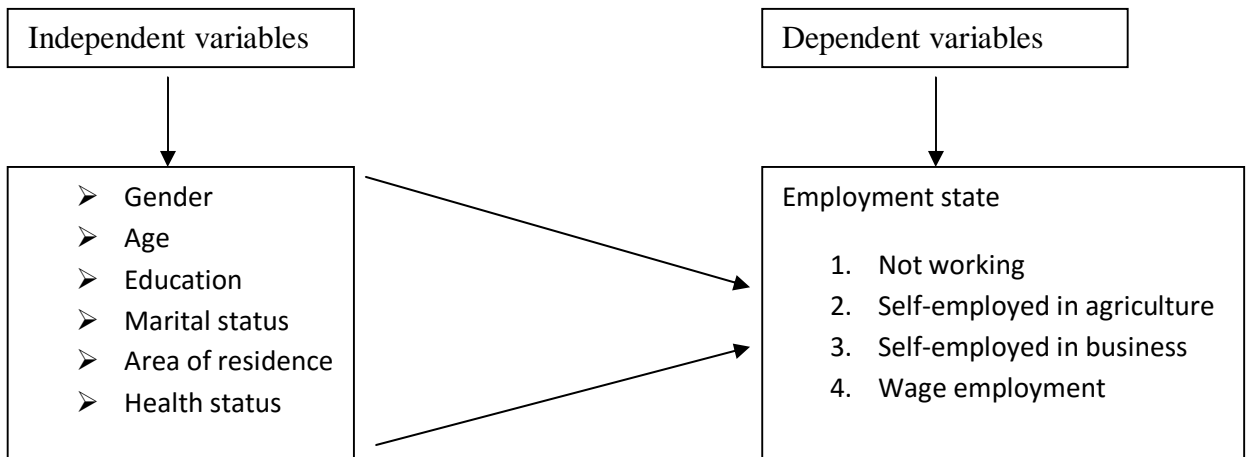 Independent variables
Dependent variables
➢ Gender
➢ Age
➢ Education
➢ Marital status
➢ Area of residence
➢ Health status
Employment state
1. Not working
2. Self-employed in agriculture
3. Self-employed in business
4. Wage employment